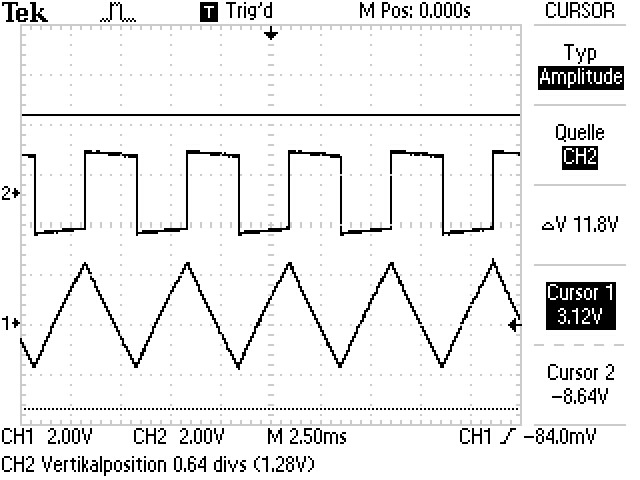 Tek T Trig'd M Pos: 0.000s CURSOR
Typ
Amplitude
Quelle
CH2
2
△V 11.8V
Cursor 1
3.12V
1
Cursor 2
-8.64V
CH1 2.00V CH2 2.00V M 2.50ms CH1 / -84.0mV
CH2 Vertikalposition 0.64 divs (1.28V)